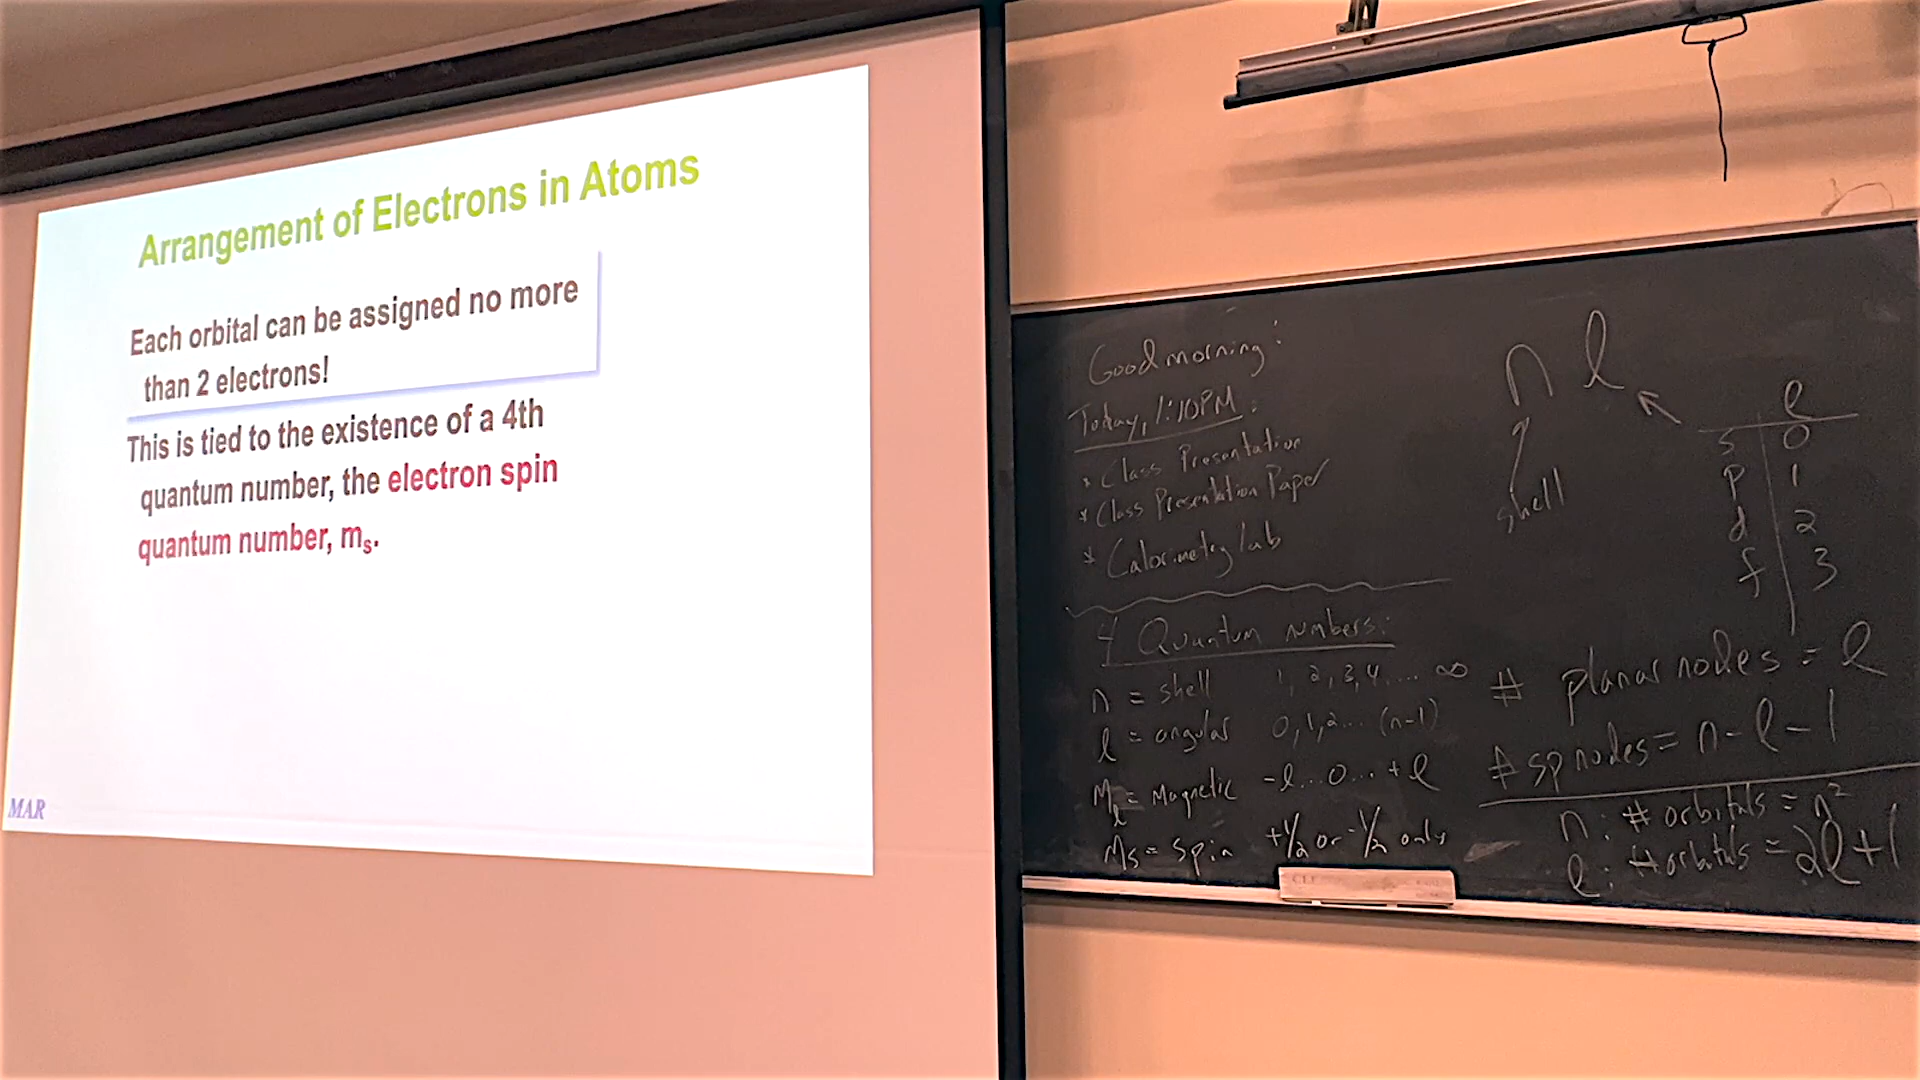 Arrangement of Electrons in Atoms
Each orbital can be assigned no more
than 2 electrons!
This is tied to the existence of a 4th
quantum number, the electron spin
quantum number, ms.
MAR
Good morning:
Today, 1:10PM:
* Class Presentation
* Class Presentation Paper
* Calorimetry lab
4 Quantum numbers:
n = shell 1, 2, 3, 4, ... ∞
l = angular 0, 1, 2... (n-1)
Ml = Magnetic -l...0...+l
Ms = spin +1/2 or -1/2 only
n l
shell
l
s 0
p 1
d 2
f 3
# planar nodes = l
# sp nodes = n-l-1
n: # orbitals = n²
l: # orbitals = 2l+1